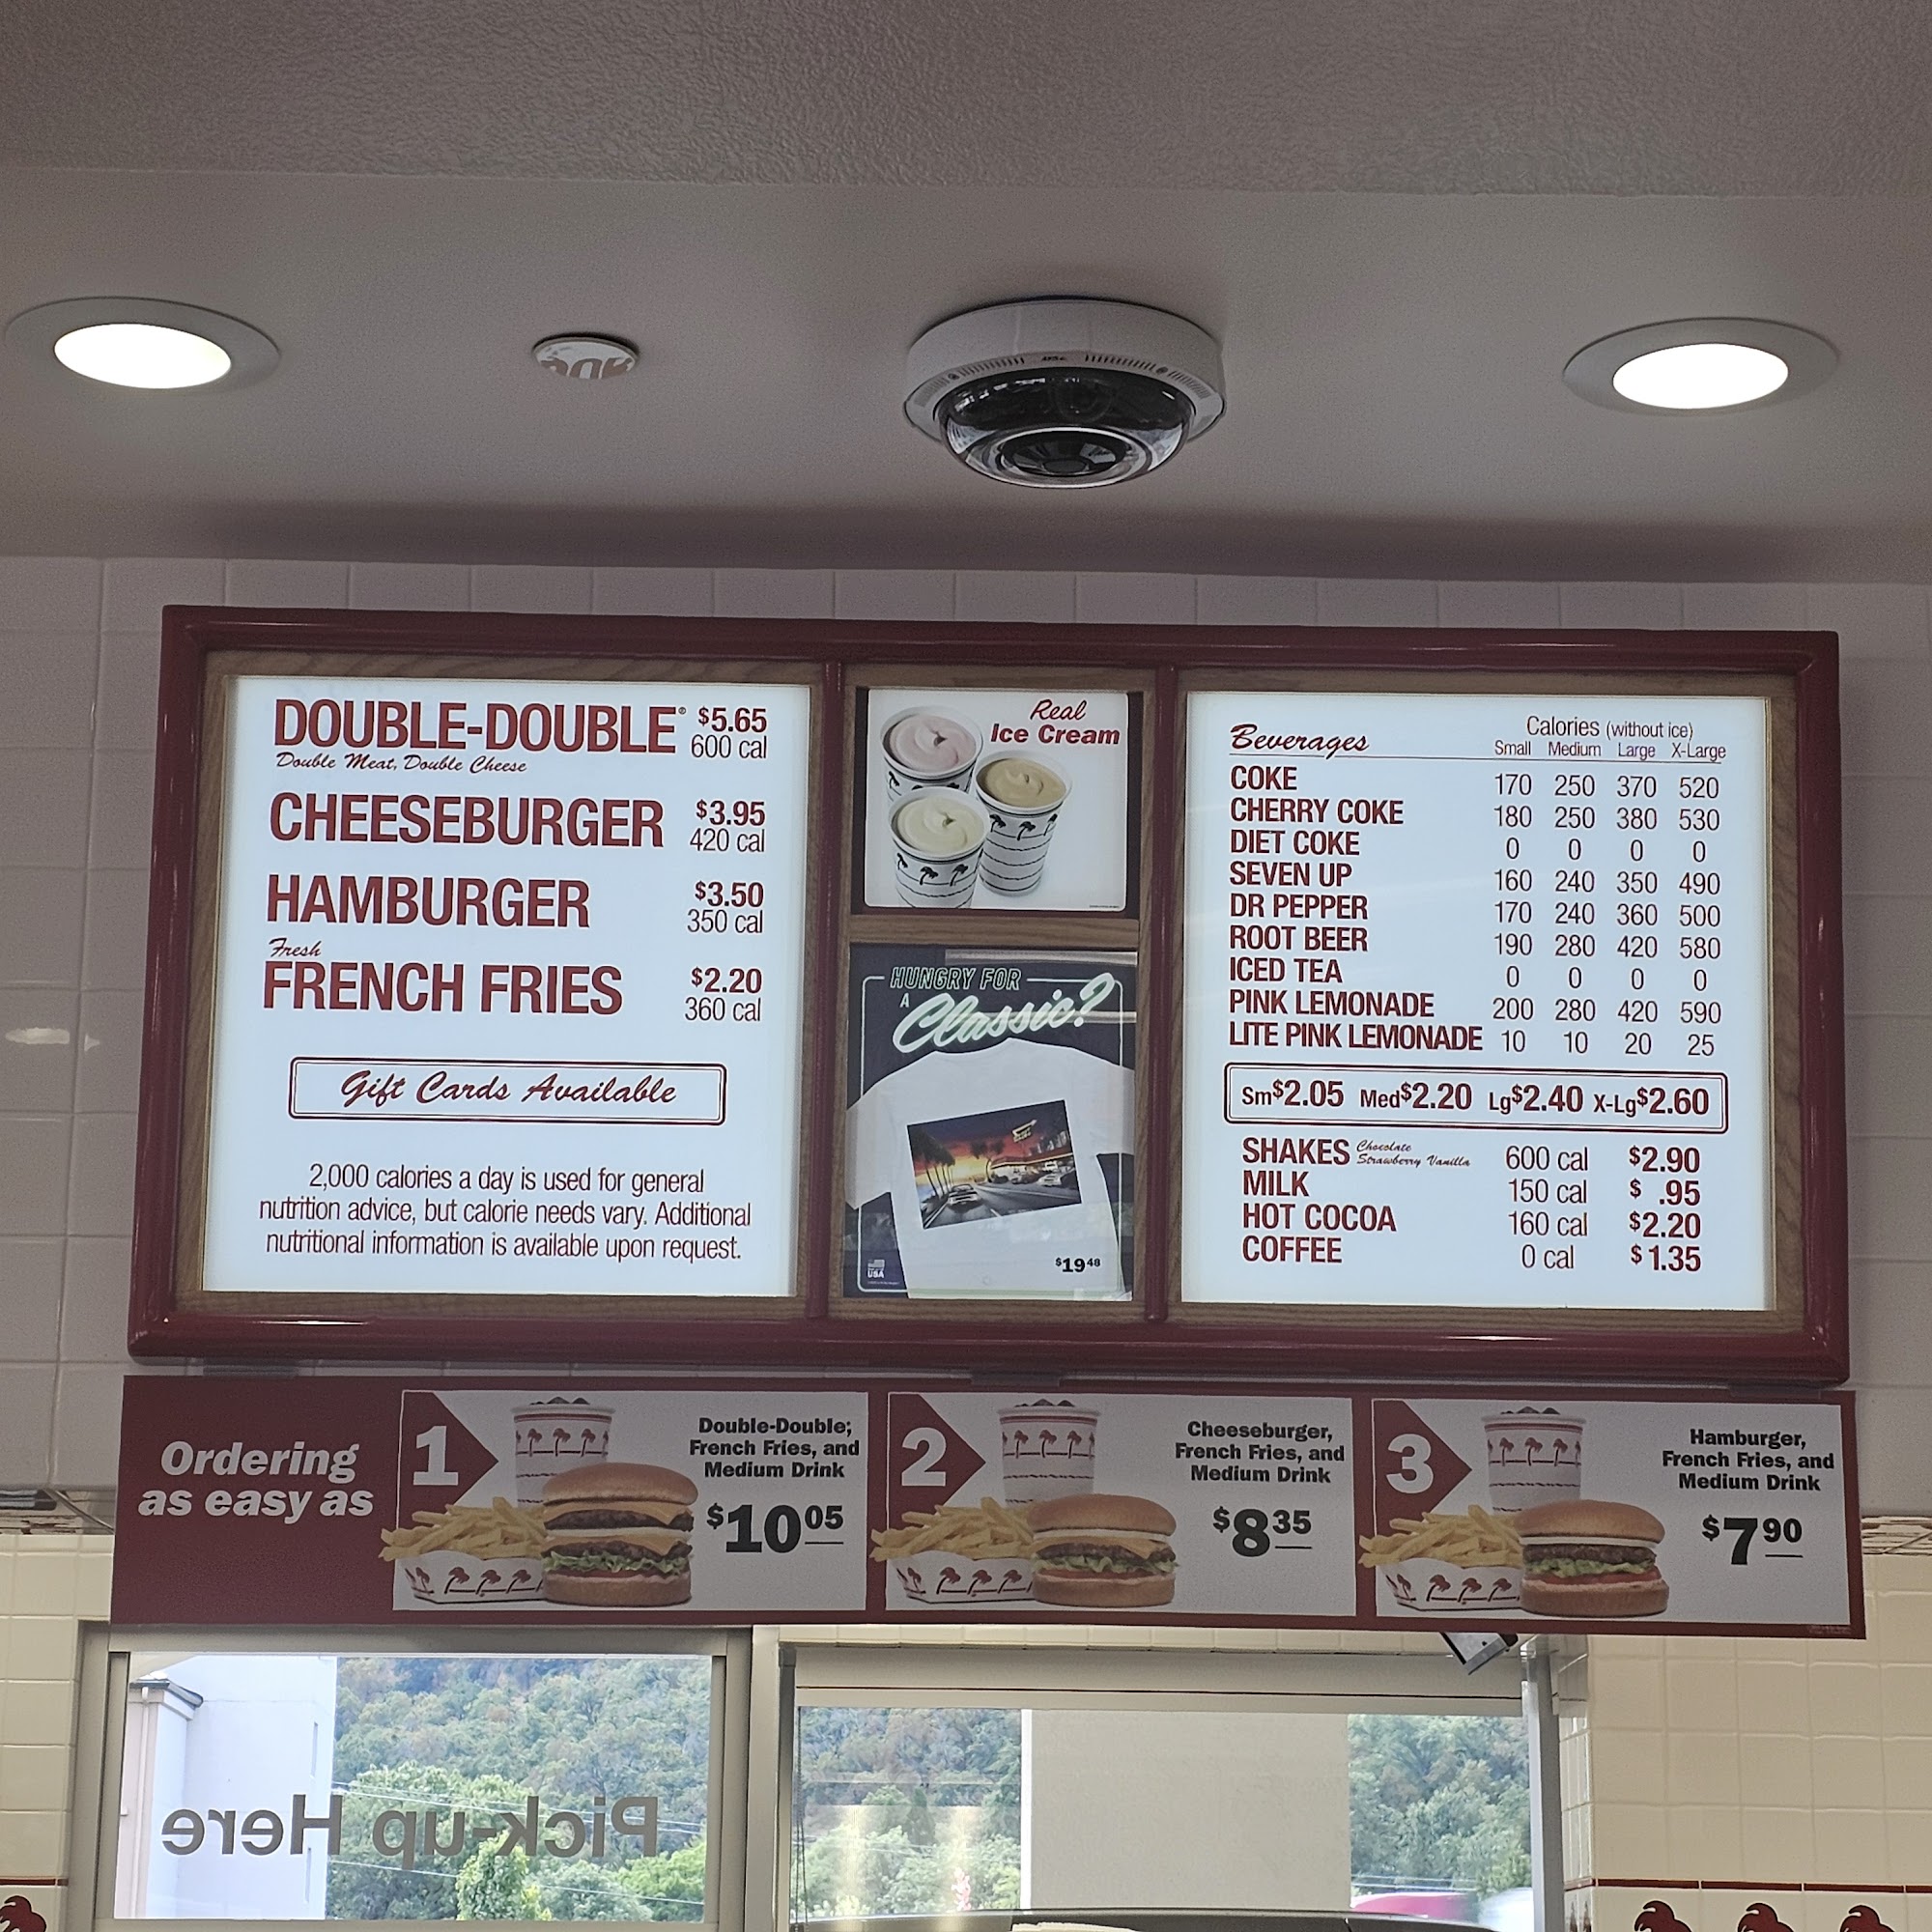 DOUBLE-DOUBLE® $5.65
Double Meat, Double Cheese 600 cal
CHEESEBURGER $3.95
420 cal
HAMBURGER $3.50
350 cal
Fresh
FRENCH FRIES $2.20
360 cal
Gift Cards Available
2,000 calories a day is used for general
nutrition advice, but calorie needs vary. Additional
nutritional information is available upon request.
Real
Ice Cream
HUNGRY FOR
A
Classic?
$19 48
USA
Beverages
Calories (without ice)
Small Medium Large X-Large
COKE 170 250 370 520
CHERRY COKE 180 250 380 530
DIET COKE 0 0 0 0
SEVEN UP 160 240 350 490
DR PEPPER 170 240 360 500
ROOT BEER 190 280 420 580
ICED TEA 0 0 0 0
PINK LEMONADE 200 280 420 590
LITE PINK LEMONADE 10 10 20 25
Sm$2.05 Med$2.20 Lg$2.40 X-Lg$2.60
SHAKES Chocolate Strawberry Vanilla 600 cal $2.90
MILK 150 cal $ .95
HOT COCOA 160 cal $2.20
COFFEE 0 cal $1.35
Ordering
as easy as
1
Double-Double,
French Fries, and
Medium Drink
$10 05
2
Cheeseburger,
French Fries, and
Medium Drink
$8 35
3
Hamburger,
French Fries, and
Medium Drink
$7 90
Pick-up Here